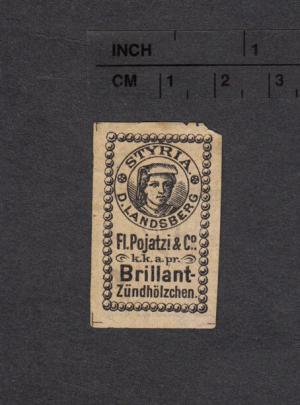 INCH 1
CM 1 2 3
STYRIA.
D. LANDSBERG
Fl. Pojatzi & Co.
k.k. a. pr.
Brillant-
Zündhölzchen.